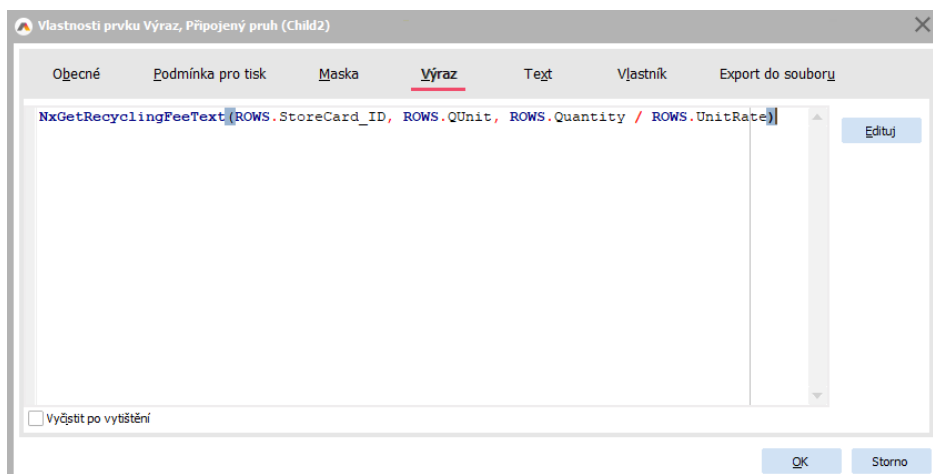 Vlastnosti prvku Výraz, Připojený pruh (Child2)
Obecné Podmínka pro tisk Maska Výraz Text Vlastník Export do souboru
NxGetRecyclingFeeText(ROWS.StoreCard_ID, ROWS.QUnit, ROWS.Quantity / ROWS.UnitRate)
Edituj
Vyčistit po vytištění
OK Storno